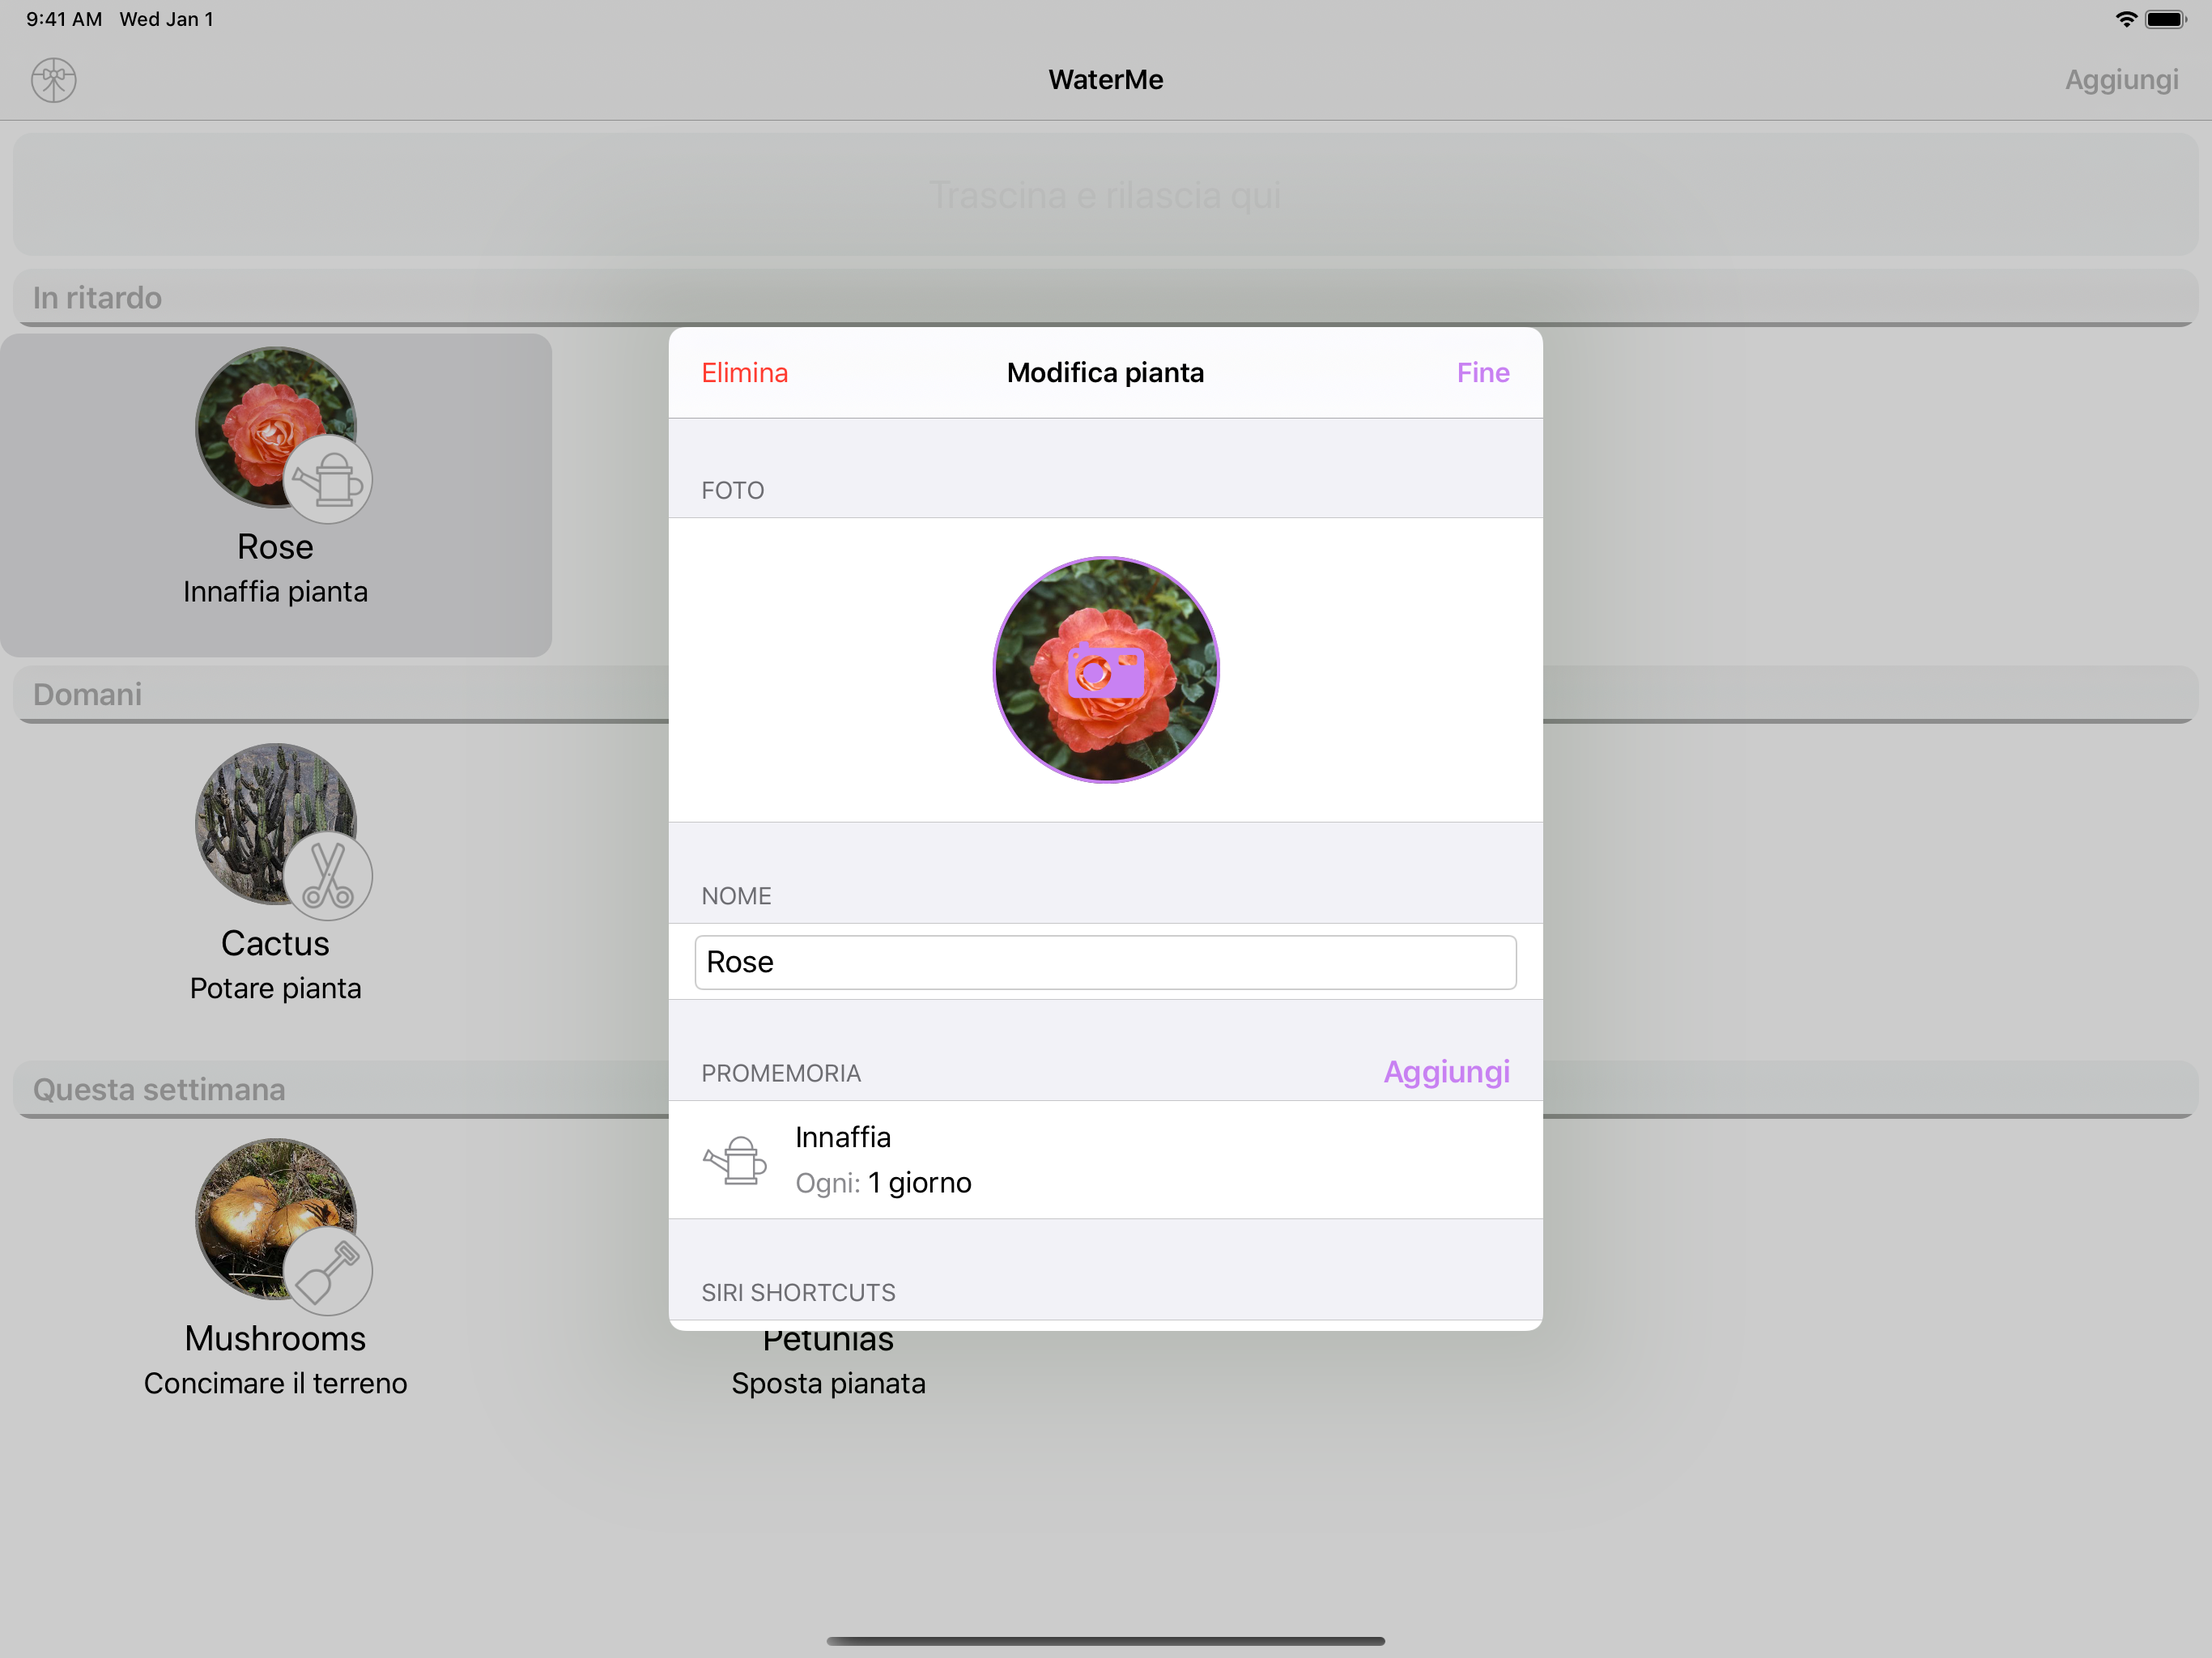 9:41 AM Wed Jan 1
WaterMe
Aggiungi
Trascina e rilascia qui
In ritardo
Rose
Innaffia pianta
Domani
Cactus
Potare pianta
Questa settimana
Mushrooms
Concimare il terreno
Petunias
Sposta pianata
Elimina
Modifica pianta
Fine
FOTO
NOME
Rose
PROMEMORIA
Aggiungi
Innaffia
Ogni: 1 giorno
SIRI SHORTCUTS